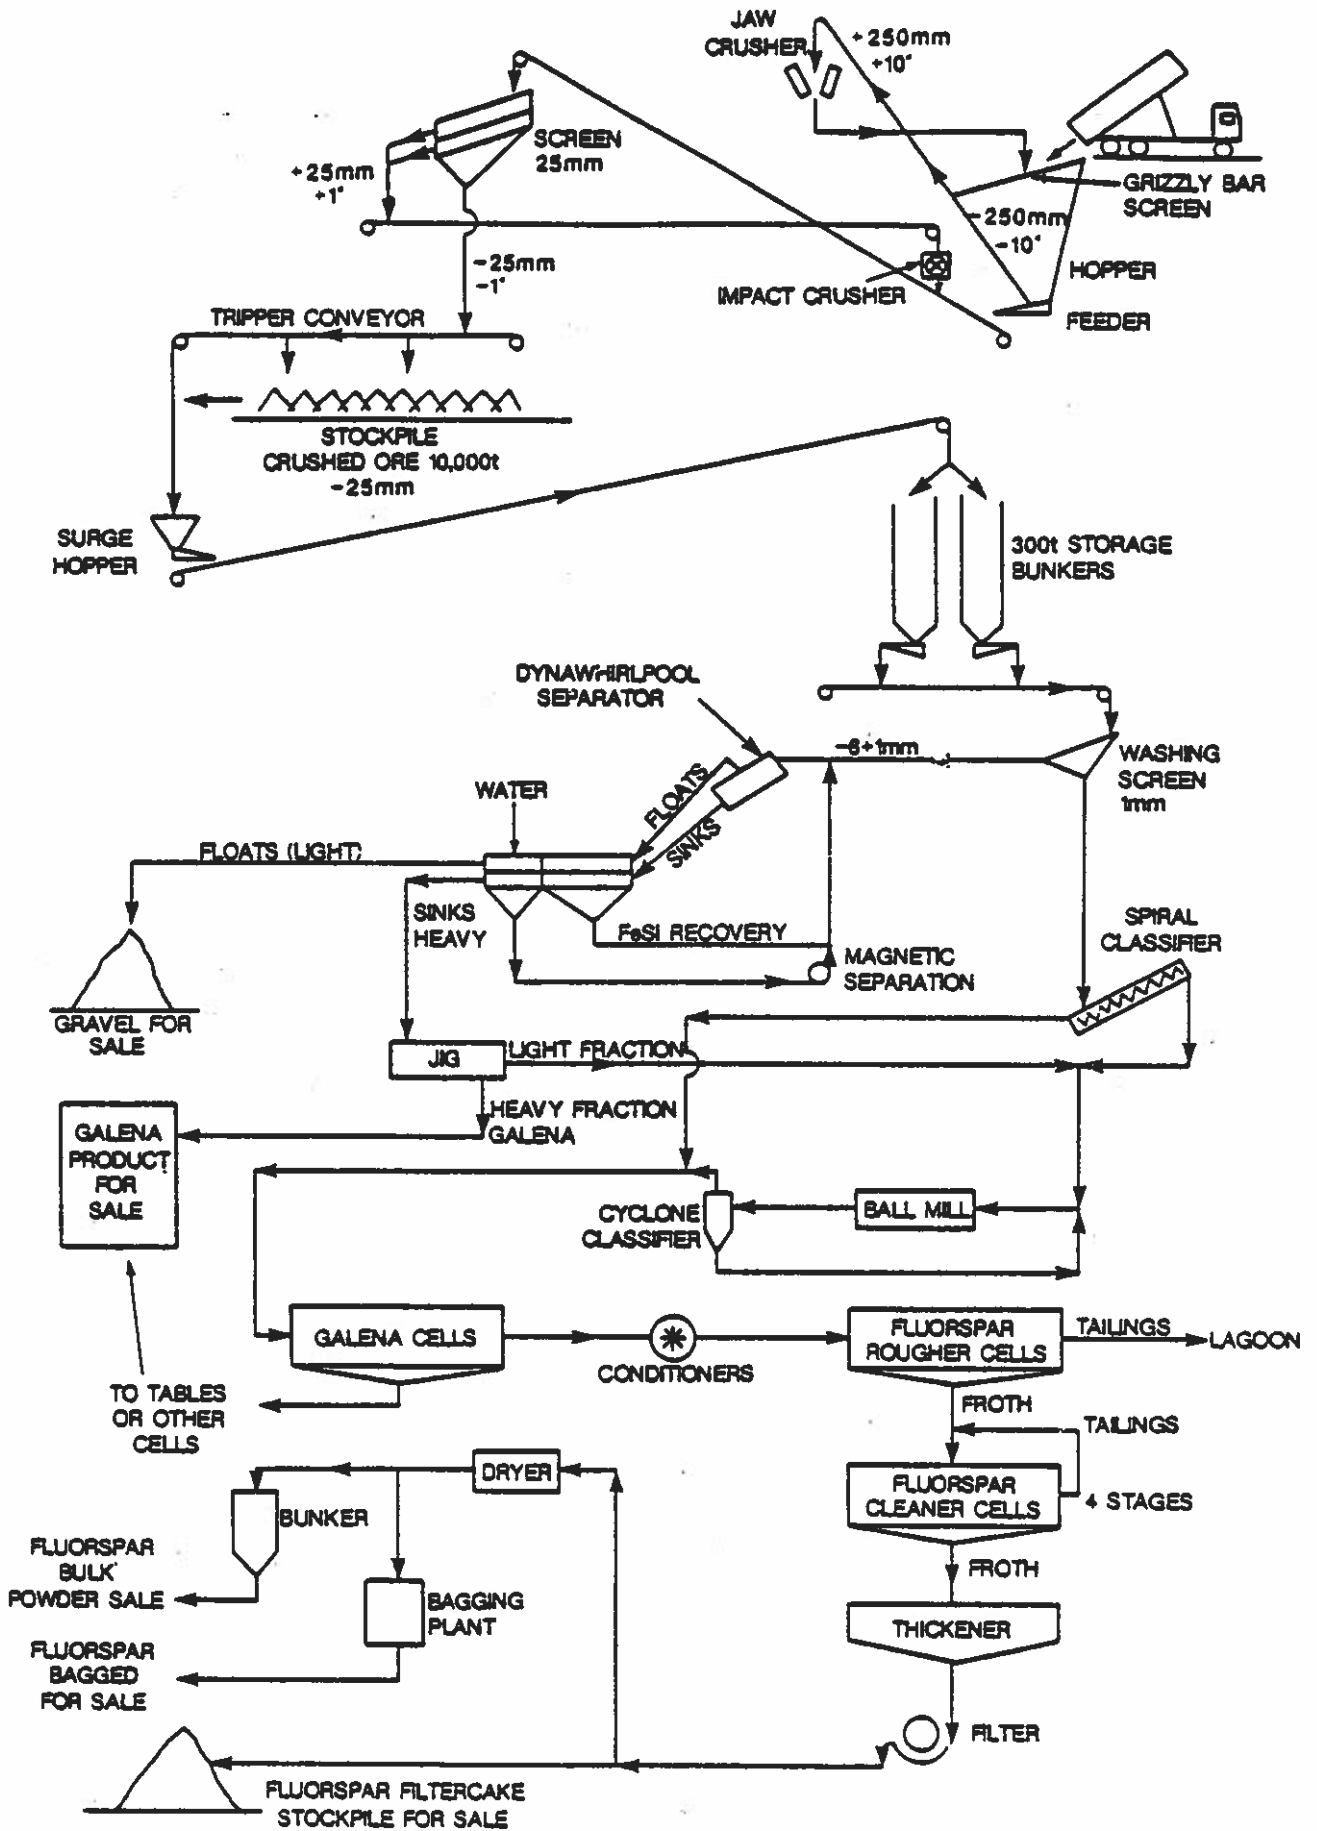 JAW
CRUSHER
+250mm
+10"
SCREEN
25mm
+25mm
+1"
GRIZZLY BAR
SCREEN
-250mm
-10"
-25mm
-1"
HOPPER
IMPACT CRUSHER
FEEDER
TRIPPER CONVEYOR
STOCKPILE
CRUSHED ORE 10,000t
-25mm
SURGE
HOPPER
300t STORAGE
BUNKERS
DYNAWHIRLPOOL
SEPARATOR
-6+1mm
WASHING
SCREEN
1mm
WATER
FLOATS
SINKS
FLOATS (LIGHT)
SINKS
HEAVY
FeSi RECOVERY
MAGNETIC
SEPARATION
SPIRAL
CLASSIFIER
GRAVEL FOR
SALE
JIG
LIGHT FRACTION
HEAVY FRACTION
GALENA
GALENA
PRODUCT
FOR
SALE
CYCLONE
CLASSIFIER
BALL MILL
GALENA CELLS
CONDITIONERS
FLUORSPAR
ROUGHER CELLS
TAILINGS
LAGOON
TO TABLES
OR OTHER
CELLS
FROTH
TAILINGS
DRYER
FLUORSPAR
CLEANER CELLS
4 STAGES
BUNKER
FLUORSPAR
BULK
POWDER SALE
FROTH
BAGGING
PLANT
THICKENER
FLUORSPAR
BAGGED
FOR SALE
FILTER
FLUORSPAR FILTERCAKE
STOCKPILE FOR SALE